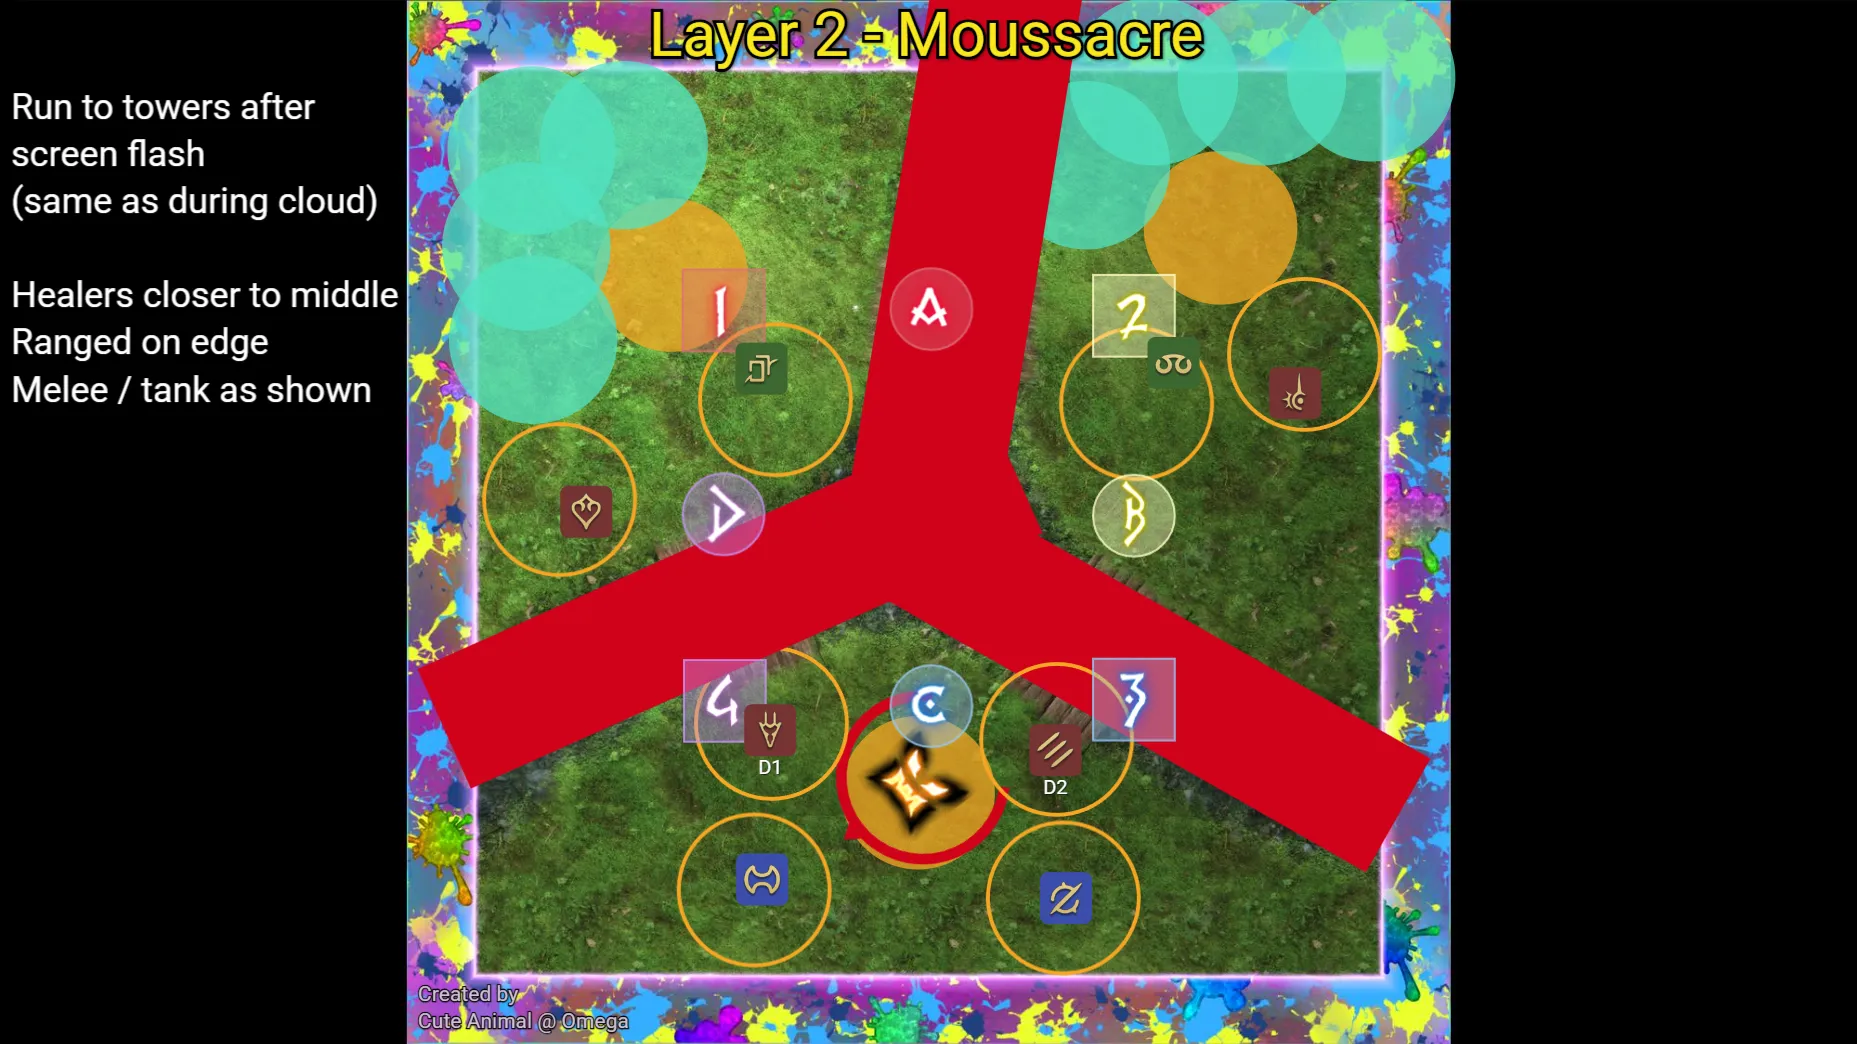 Layer 2 - Moussacre
Run to towers after
screen flash
(same as during cloud)
Healers closer to middle
Ranged on edge
Melee / tank as shown
1
A
2
D
B
4
C
3
D1
D2
Created by
Cute Animal @ Omega